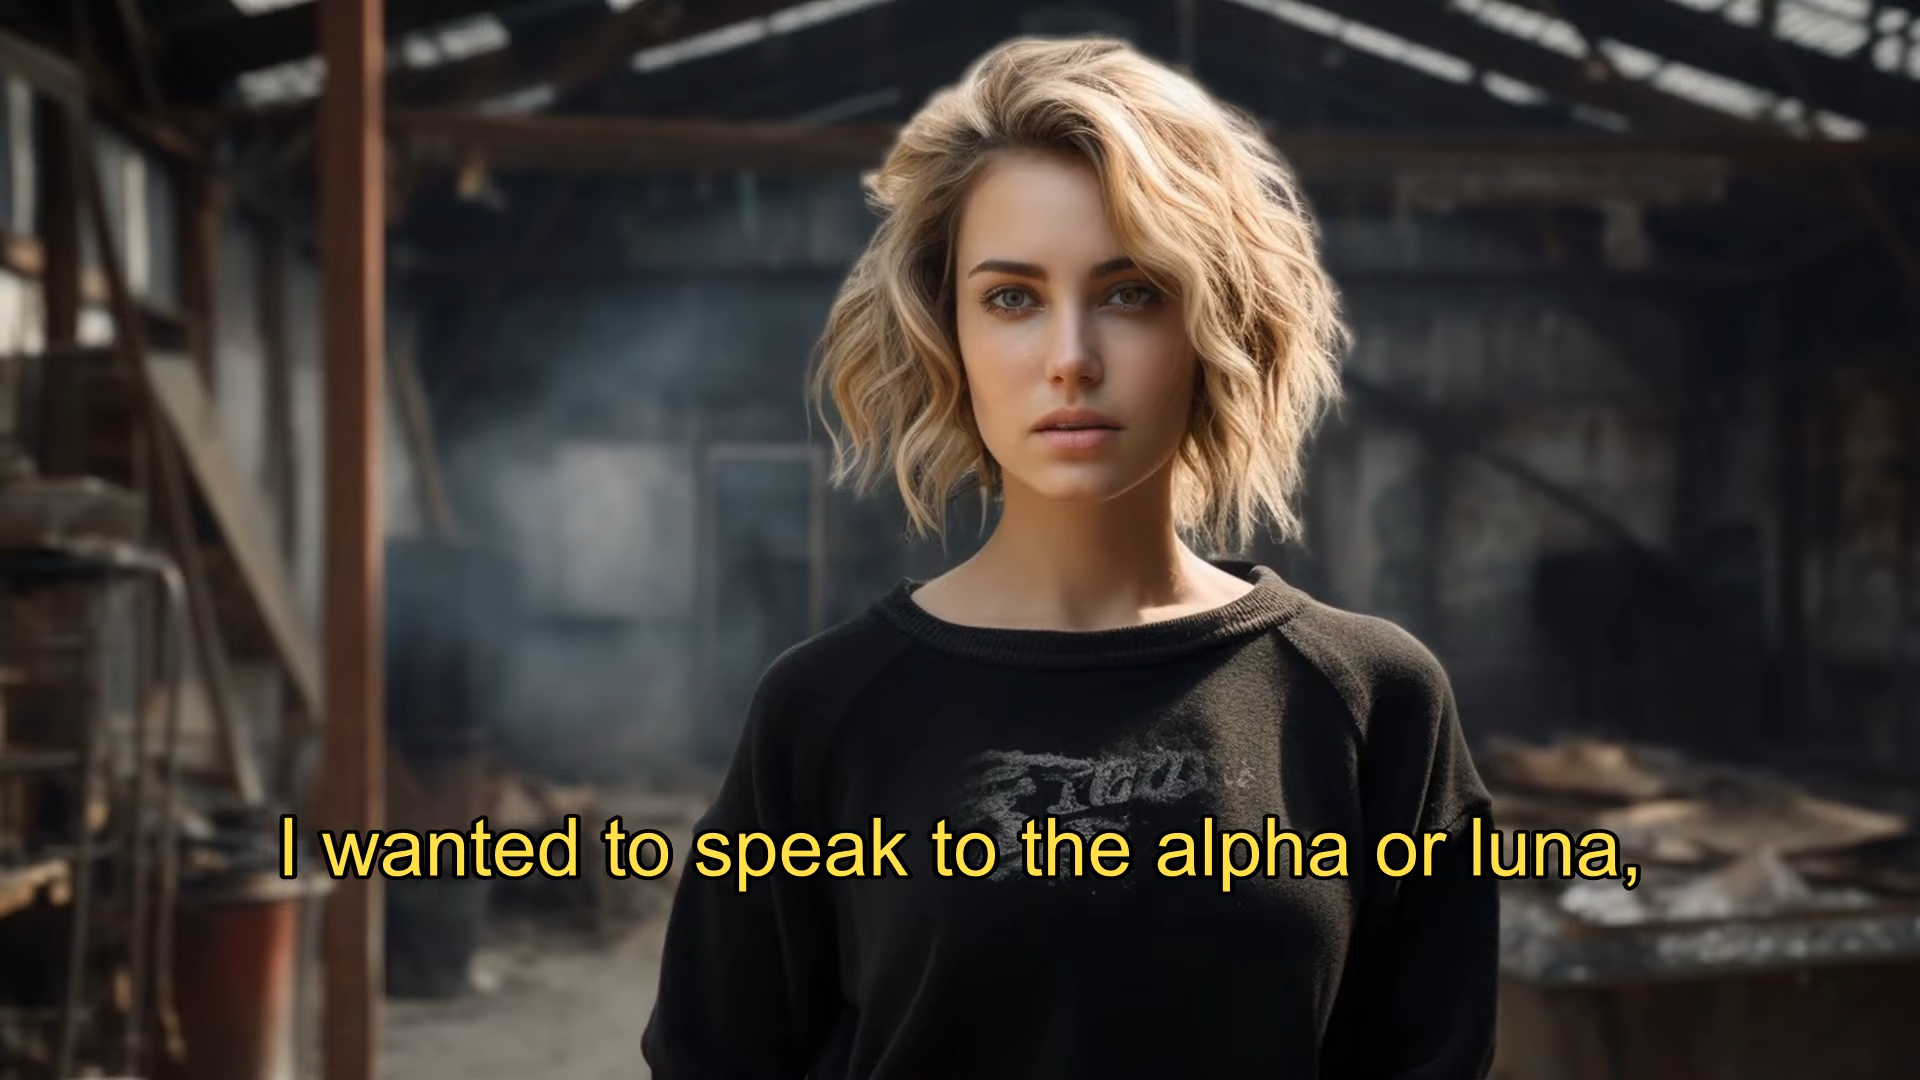 I wanted to speak to the alpha or luna,